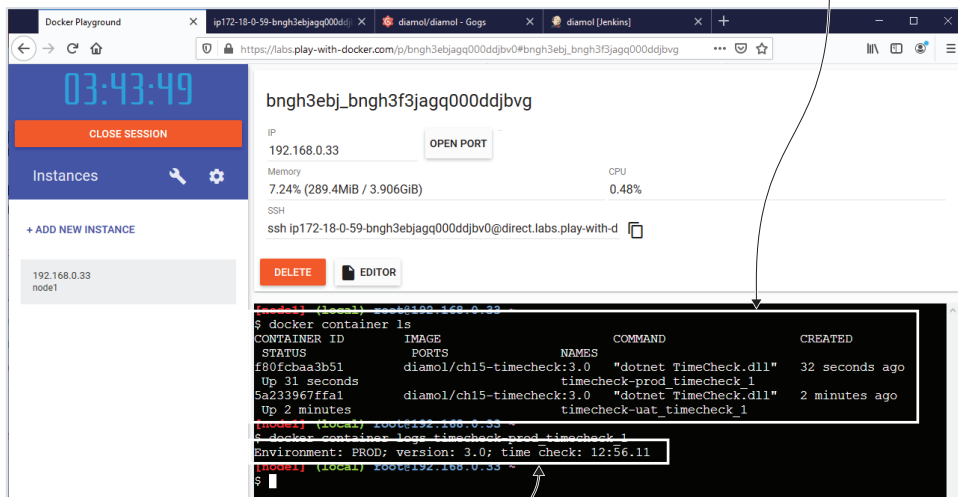 Docker Playground
ip172-18-0-59-bngh3ebjagq000ddj
diamol/diamol - Gogs
diamol [Jenkins]
https://labs.play-with-docker.com/p/bngh3ebjagq000ddjbv0#bngh3ebj_bngh3f3jagq000ddjbvg
03:43:49
CLOSE SESSION
Instances
+ ADD NEW INSTANCE
192.168.0.33
node1
bngh3ebj_bngh3f3jagq000ddjbvg
IP
192.168.0.33
OPEN PORT
Memory
CPU
7.24% (289.4MiB / 3.906GiB)
0.48%
SSH
ssh ip172-18-0-59-bngh3ebjagq000ddjbv0@direct.labs.play-with-d
DELETE
EDITOR
[node1] (local) root@192.168.0.33 ~
$ docker container ls
CONTAINER ID IMAGE COMMAND CREATED
STATUS PORTS NAMES
f80fcbaa3b51 diamol/ch15-timecheck:3.0 "dotnet TimeCheck.dll" 32 seconds ago
Up 31 seconds timecheck-prod_timecheck_1
5a233967ffa1 diamol/ch15-timecheck:3.0 "dotnet TimeCheck.dll" 2 minutes ago
Up 2 minutes timecheck-uat_timecheck_1
[node1] (local) root@192.168.0.33 ~
$ docker container logs timecheck-prod_timecheck_1
Environment: PROD; version: 3.0; time check: 12:56.11
[node1] (local) root@192.168.0.33 ~
$